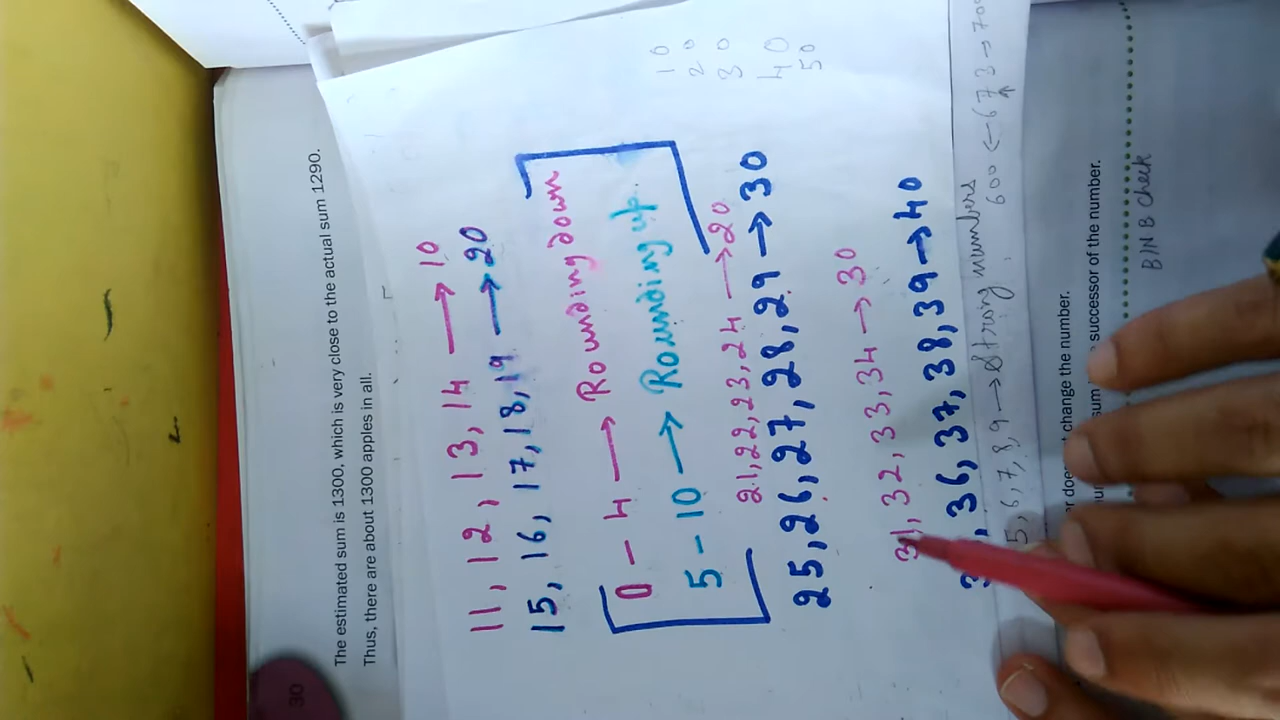 The estimated sum is 1300, which is very close to the actual sum 1290.
Thus, there are about 1300 apples in all.
30
11, 12, 13, 14 → 10
15, 16, 17, 18, 19 → 20
0 - 4 → Rounding down
5 - 10 → Rounding up.
21, 22, 23, 24 → 20
25, 26, 27, 28, 29 → 30
31, 32, 33, 34 → 30
36, 37, 38, 39 → 40
5, 6, 7, 8, 9 → Strong numbers
600 ← 673 → 700
10
20
30
40
50
change the number.
successor of the number.
BINB check